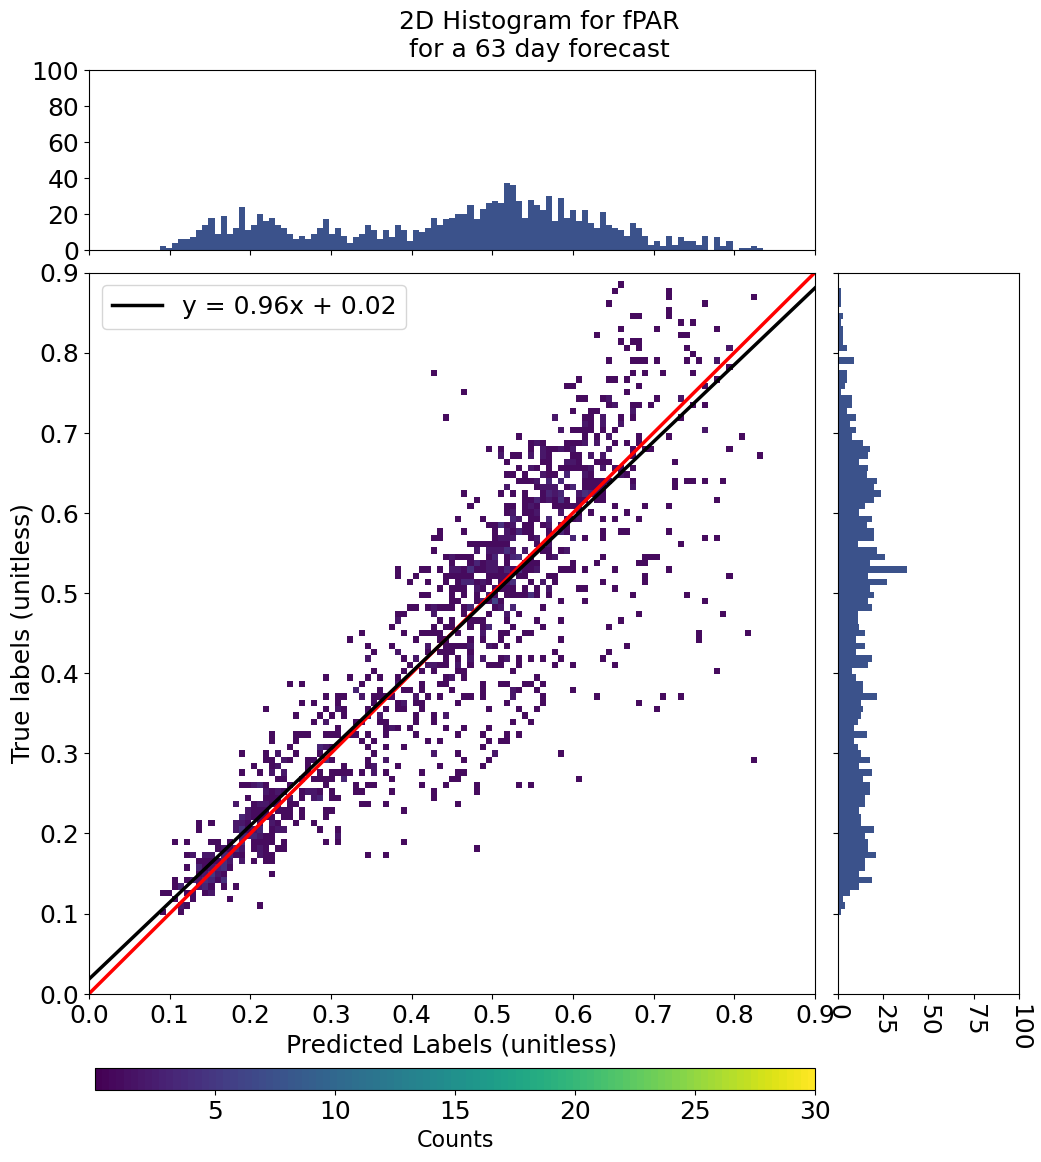 2D Histogram for fPAR
for a 63 day forecast
100
80
60
40
20
0
0.9
0.8
0.7
0.6
0.5
0.4
0.3
0.2
0.1
0.0
True labels (unitless)
y = 0.96x + 0.02
0.0 0.1 0.2 0.3 0.4 0.5 0.6 0.7 0.8 0.9
Predicted Labels (unitless)
0 25 50 75 100
5 10 15 20 25 30
Counts